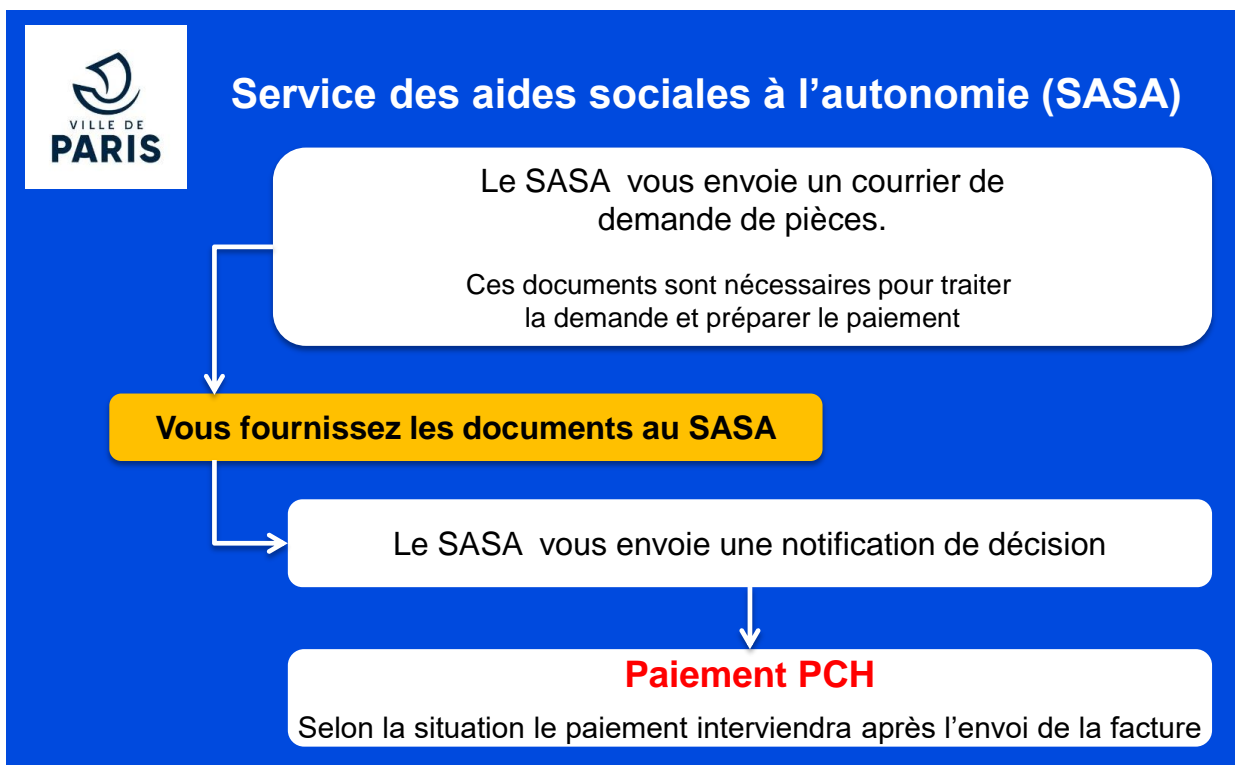 VILLE DE
PARIS
Service des aides sociales à l’autonomie (SASA)
Le SASA  vous envoie un courrier de
demande de pièces.
Ces documents sont nécessaires pour traiter
la demande et préparer le paiement
Vous fournissez les documents au SASA
Le SASA  vous envoie une notification de décision
Paiement PCH
Selon la situation le paiement interviendra après l’envoi de la facture